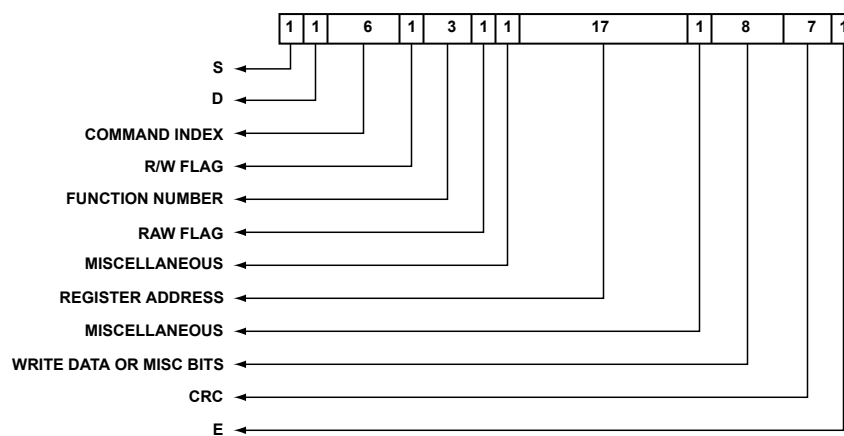 1 1 6 1 3 1 1 17 1 8 7 1
S
D
COMMAND INDEX
R/W FLAG
FUNCTION NUMBER
RAW FLAG
MISCELLANEOUS
REGISTER ADDRESS
MISCELLANEOUS
WRITE DATA OR MISC BITS
CRC
E